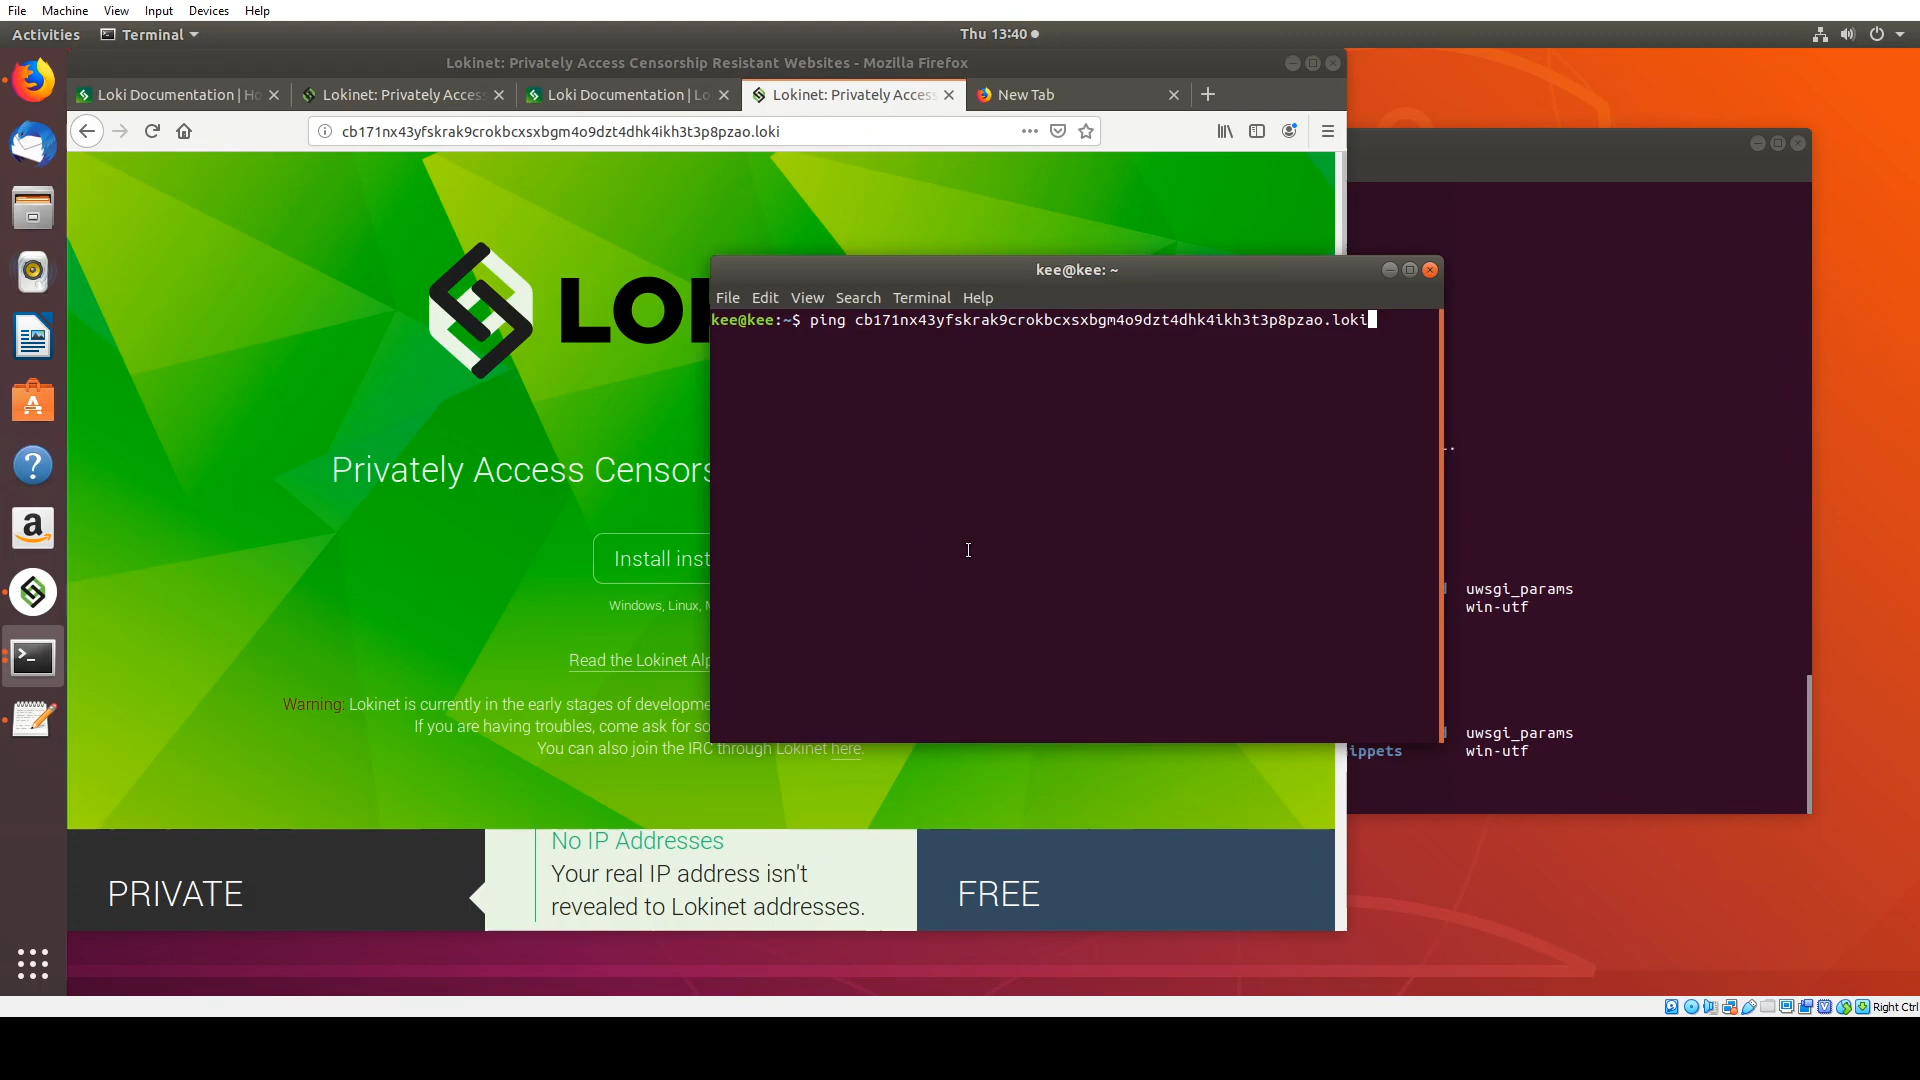 File Machine View Input Devices Help
Activities Terminal Thu 13:40
Lokinet: Privately Access Censorship Resistant Websites - Mozilla Firefox
Loki Documentation | Ho Lokinet: Privately Acces Loki Documentation | Lo Lokinet: Privately Acces New Tab
cb171nx43yfskrak9crokbcxsxbgm4o9dzt4dhk4ikh3t3p8pzao.loki
LO
kee@kee: ~
File Edit View Search Terminal Help
kee@kee:~$ ping cb171nx43yfskrak9crokbcxsxbgm4o9dzt4dhk4ikh3t3p8pzao.loki
Privately Access Censors
Install inst
Windows, Linux, M
Read the Lokinet Alp
Warning: Lokinet is currently in the early stages of developme
If you are having troubles, come ask for so
You can also join the IRC through Lokinet here.
uwsgi_params
win-utf
uwsgi_params
ippets win-utf
PRIVATE
No IP Addresses
Your real IP address isn't
revealed to Lokinet addresses.
FREE
Right Ctrl